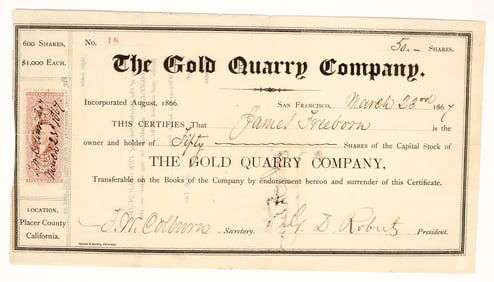 600 SHARES,
$1,000 EACH.
No. 18
50.— SHARES.
The Gold Quarry Company.
Incorporated August, 1866.
SAN FRANCISCO, March 23rd 1867
THIS CERTIFIES That James Freeborn is the
owner and holder of Fifty SHARES of the Capital Stock of
THE GOLD QUARRY COMPANY,
Transferable on the Books of the Company by endorsement hereon and surrender of this Certificate.
LOCATION,
Placer County
California.
J. W. Colburn Secretary. D. Roberts President.